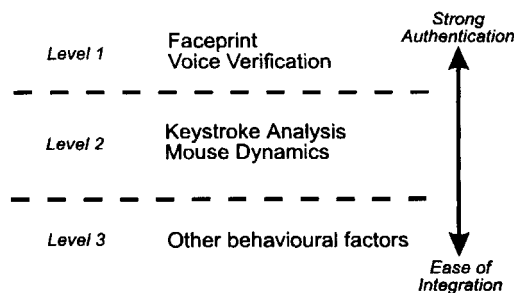 Strong
Authentication
Level 1
Faceprint
Voice Verification
Level 2
Keystroke Analysis
Mouse Dynamics
Level 3
Other behavioural factors
Ease of
Integration